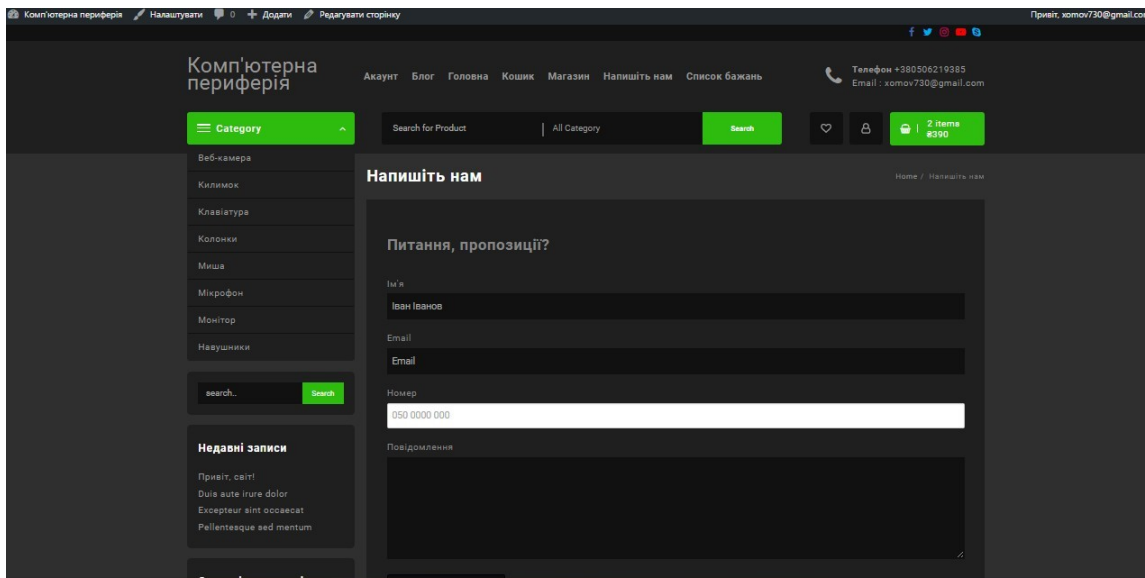 Комп'ютерна периферія Налаштувати 0 Додати Редагувати сторінку Привіт, xomov730@gmail.com
Комп'ютерна
периферія
Акаунт Блог Головна Кошик Магазин Напишіть нам Список бажань
Телефон +380506219385
Email : xomov730@gmail.com
Category
Search for Product All Category Search
2 items
₴390
Веб-камера
Килимок
Клавіатура
Колонки
Миша
Мікрофон
Монітор
Навушники
search.. Search
Недавні записи
Привіт, світ!
Duis aute irure dolor
Excepteur sint occaecat
Pellentesque sed mentum
Напишіть нам
Home / Напишіть нам
Питання, пропозиції?
Ім'я
Іван Іванов
Email
Email
Номер
050 0000 000
Повідомлення